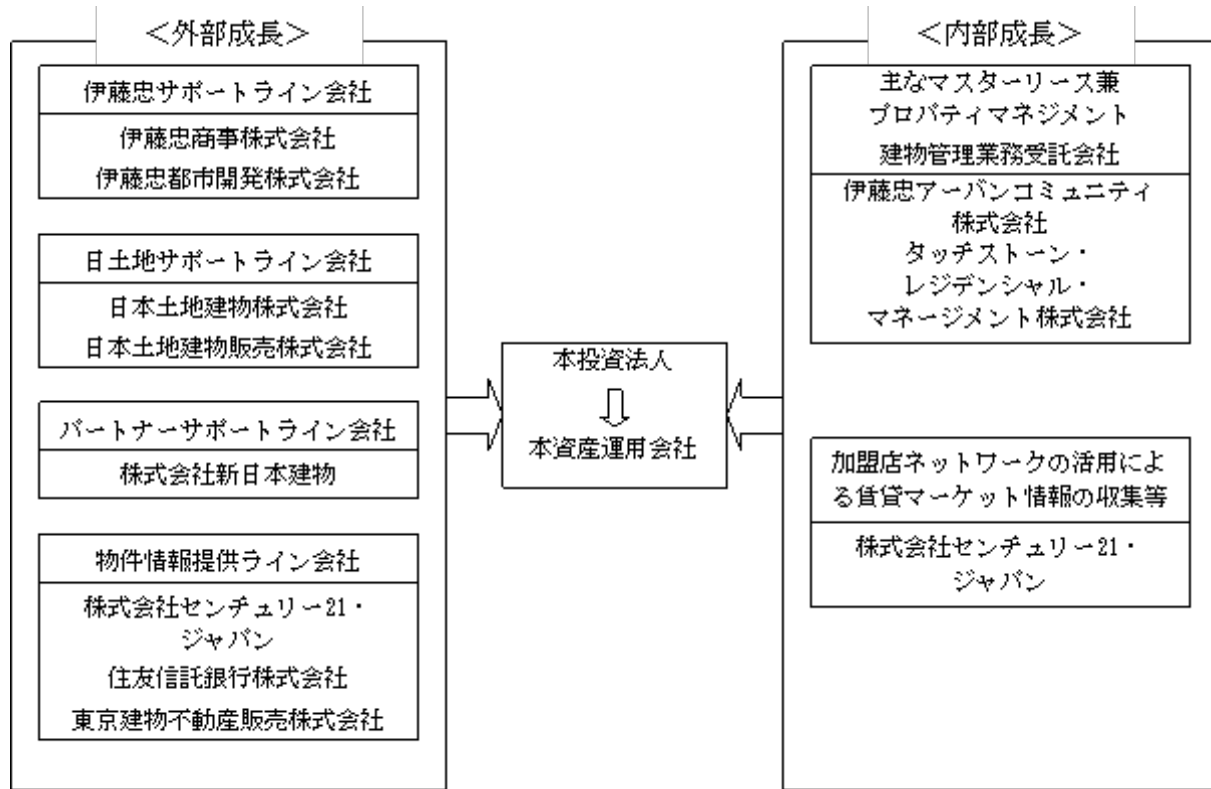 <外部成長>
伊藤忠サポートライン会社
伊藤忠商事株式会社
伊藤忠都市開発株式会社
日土地サポートライン会社
日本土地建物株式会社
日本土地建物販売株式会社
パートナーサポートライン会社
株式会社新日本建物
物件情報提供ライン会社
株式会社センチュリー21・
ジャパン
住友信託銀行株式会社
東京建物不動産販売株式会社
本投資法人
本資産運用会社
<内部成長>
主なマスターリース兼
プロパティマネジメント
建物管理業務受託会社
伊藤忠アーバンコミュニティ
株式会社
タッチストーン・
レジデンシャル・
マネージメント株式会社
加盟店ネットワークの活用によ
る賃貸マーケット情報の収集等
株式会社センチュリー21・
ジャパン